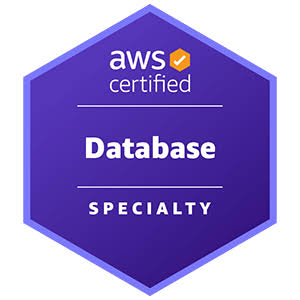 aws
certified
Database
SPECIALTY